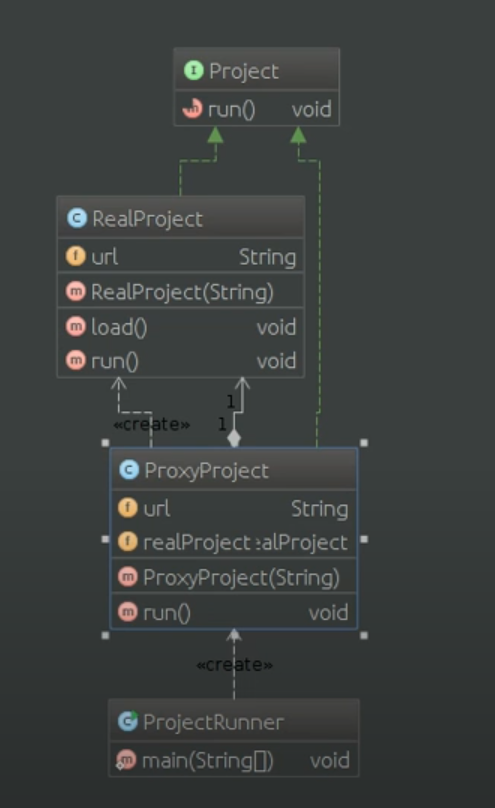 I Project
m run() void
C RealProject
f url String
m RealProject(String)
m load() void
m run() void
1
«create» 1
C ProxyProject
f url String
f realProject :ealProject
m ProxyProject(String)
m run() void
«create»
C ProjectRunner
m main(String[]) void